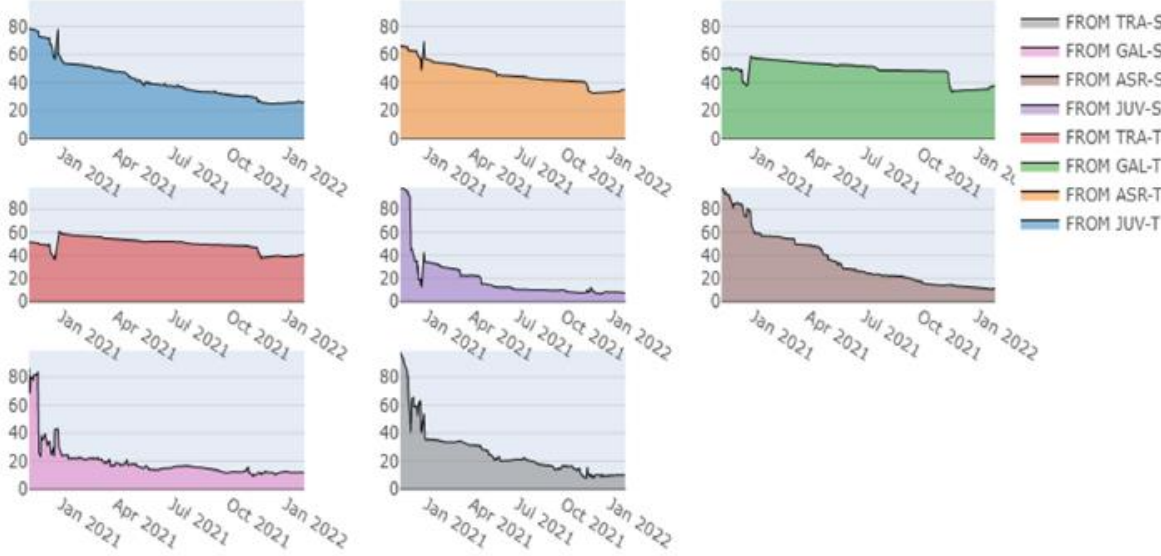 80
60
40
20
0
Jan 2021
Apr 2021
Jul 2021
Oct 2021
Jan 2022
80
60
40
20
0
Jan 2021
Apr 2021
Jul 2021
Oct 2021
Jan 2022
80
60
40
20
0
Jan 2021
Apr 2021
Jul 2021
Oct 2021
Jan 2022
FROM TRA-S
FROM GAL-S
FROM ASR-S
FROM JUV-S
FROM TRA-T
FROM GAL-T
FROM ASR-T
FROM JUV-T
80
60
40
20
0
Jan 2021
Apr 2021
Jul 2021
Oct 2021
Jan 2022
80
60
40
20
0
Jan 2021
Apr 2021
Jul 2021
Oct 2021
Jan 2022
80
60
40
20
0
Jan 2021
Apr 2021
Jul 2021
Oct 2021
Jan 2022
80
60
40
20
0
Jan 2021
Apr 2021
Jul 2021
Oct 2021
Jan 2022
80
60
40
20
0
Jan 2021
Apr 2021
Jul 2021
Oct 2021
Jan 2022